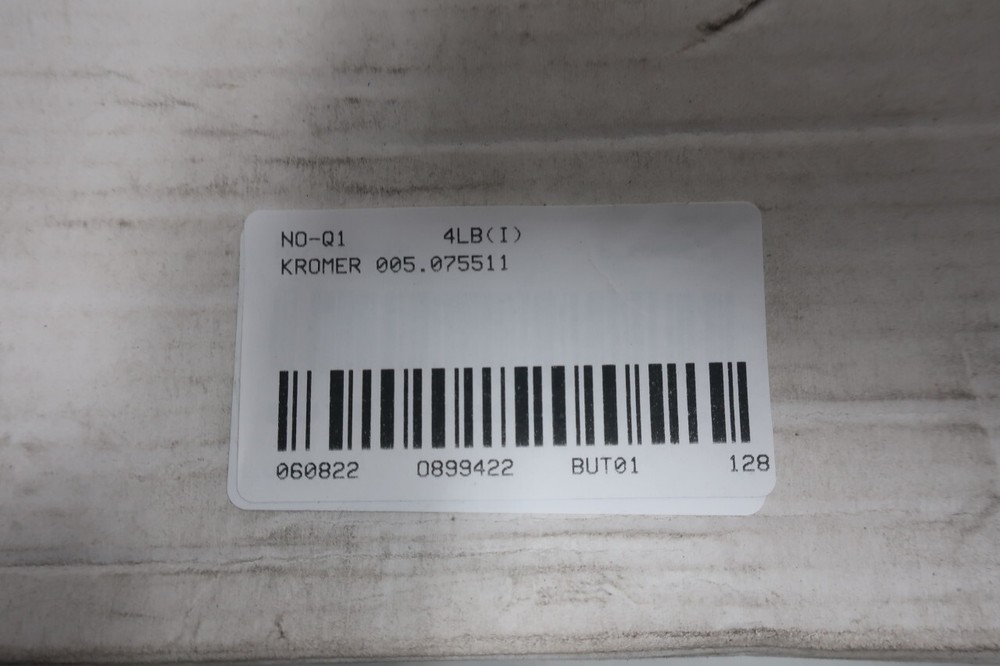 NO-Q1 4LB(I)
KROMER 005.075511
060822 0899422 BUT01 128